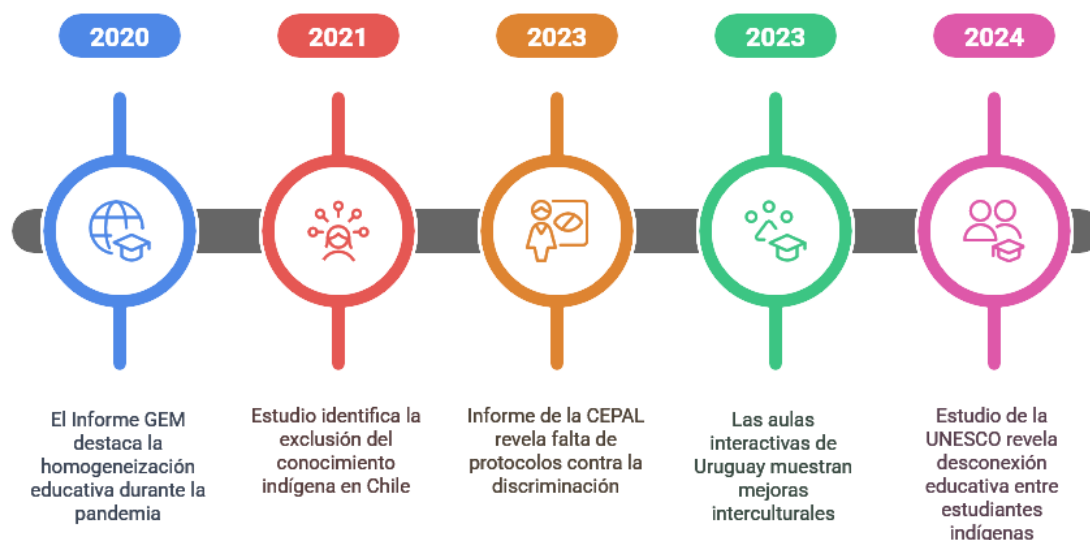 2020
2021
2023
2023
2024
El Informe GEM
destaca la
homogeneización
educativa durante la
pandemia
Estudio identifica la
exclusión del
conocimiento
indígena en Chile
Informe de la CEPAL
revela falta de
protocolos contra la
discriminación
Las aulas
interactivas de
Uruguay muestran
mejoras
interculturales
Estudio de la
UNESCO revela
desconexión
educativa entre
estudiantes
indígenas